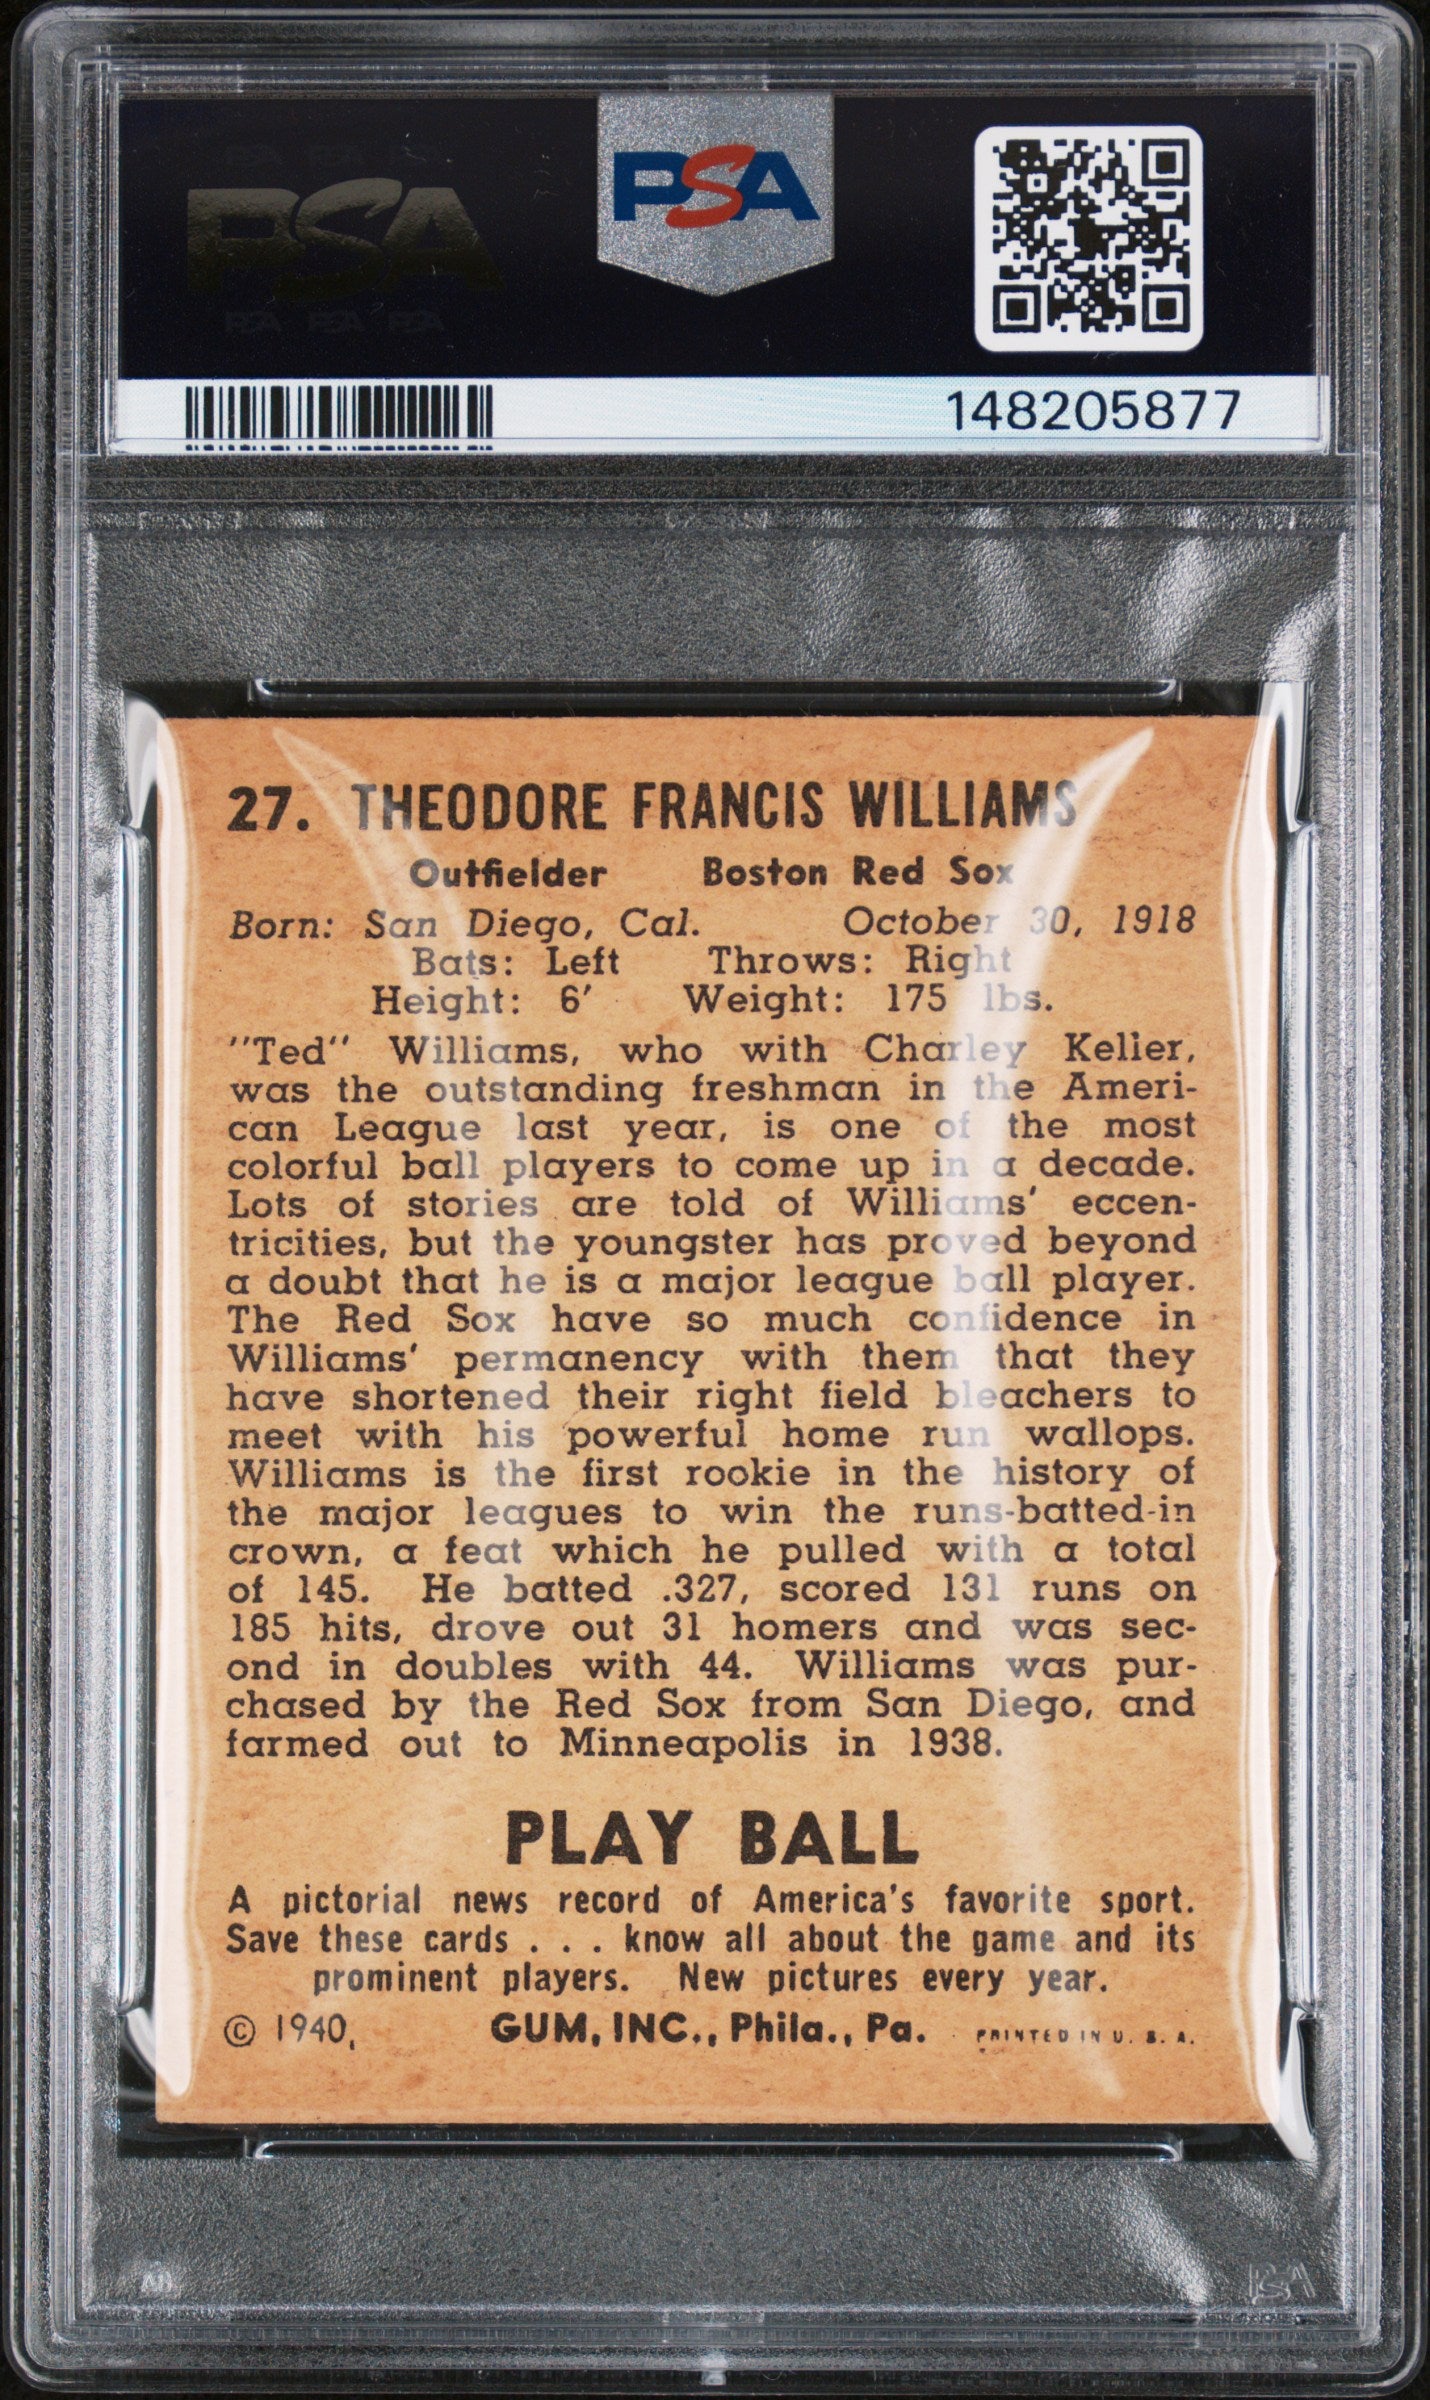 PSA
PSA
148205877
27. THEODORE FRANCIS WILLIAMS
Outfielder Boston Red Sox
Born: San Diego, Cal. October 30, 1918
Bats: Left Throws: Right
Height: 6′ Weight: 175 lbs.
"Ted" Williams, who with Charley Keller,
was the outstanding freshman in the Ameri-
can League last year, is one of the most
colorful ball players to come up in a decade.
Lots of stories are told of Williams' eccen-
tricities, but the youngster has proved beyond
a doubt that he is a major league ball player.
The Red Sox have so much confidence in
Williams' permanency with them that they
have shortened their right field bleachers to
meet with his powerful home run wallops.
Williams is the first rookie in the history of
the major leagues to win the runs-batted-in
crown, a feat which he pulled with a total
of 145. He batted .327, scored 131 runs on
185 hits, drove out 31 homers and was sec-
ond in doubles with 44. Williams was pur-
chased by the Red Sox from San Diego, and
farmed out to Minneapolis in 1938.
PLAY BALL
A pictorial news record of America's favorite sport.
Save these cards . . . know all about the game and its
prominent players. New pictures every year.
© 1940, GUM, INC., Phila., Pa. PRINTED IN U. S. A.
PSA